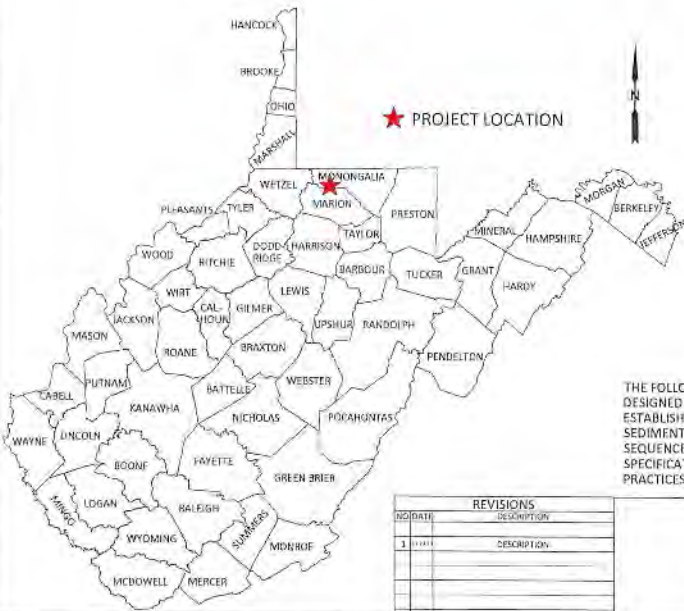 HANCOCK
BROOKE
OHIO
MARSHALL
N
PROJECT LOCATION
WETZEL
MONONGALIA
MARION
MORGAN
BERKELEY
JEFFERSON
PLEASANTS
TYLER
PRESTON
MINERAL
HAMPSHIRE
TAYLOR
WOOD
RITCHIE
DODD-
RIDGE
HARRISON
BARBOUR
TUCKER
GRANT
HARDY
WIRT
LEWIS
MASON
JACKSON
CAL-
HOUN
GILMER
UPSHUR
RANDOLPH
ROANE
BRAXTON
PENDELTON
PUTNAM
CABELL
BATTELLE
WEBSTER
KANAWHA
NICHOLAS
POCAHONTAS
WAYNE
LINCOLN
BOONE
FAYETTE
GREEN BRIER
MINGO
LOGAN
RALEIGH
SUMMERS
WYOMING
MONROE
MCDOWELL
MERCER
THE FOLLO
DESIGNED
ESTABLISH
SEDIMENT
SEQUENCE
SPECIFICAT
PRACTICES
REVISIONS
NO DATE DESCRIPTION
1 DESCRIPTION